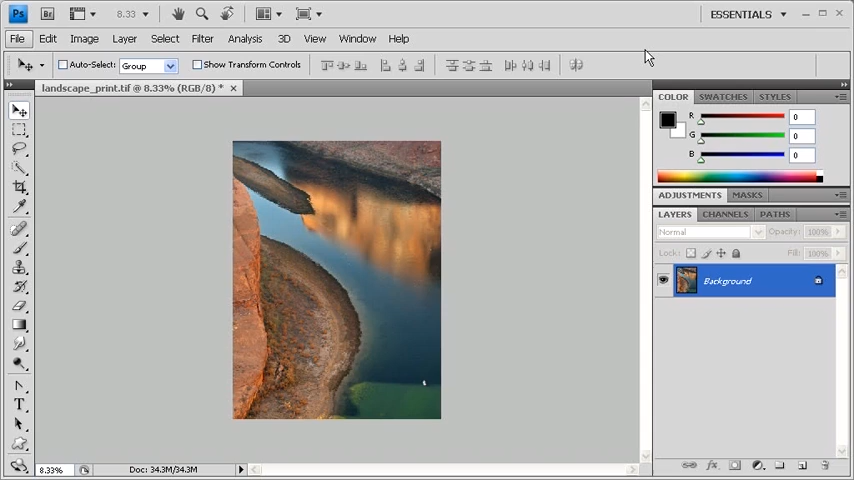 Ps Br 8.33 ESSENTIALS
File Edit Image Layer Select Filter Analysis 3D View Window Help
Auto-Select: Group Show Transform Controls
landscape_print.tif @ 8.33% (RGB/8) *
COLOR SWATCHES STYLES
R 0
G 0
B 0
ADJUSTMENTS MASKS
LAYERS CHANNELS PATHS
Normal Opacity: 100%
Lock: Fill: 100%
Background
T
fx
8.33% Doc: 34.3M/34.3M